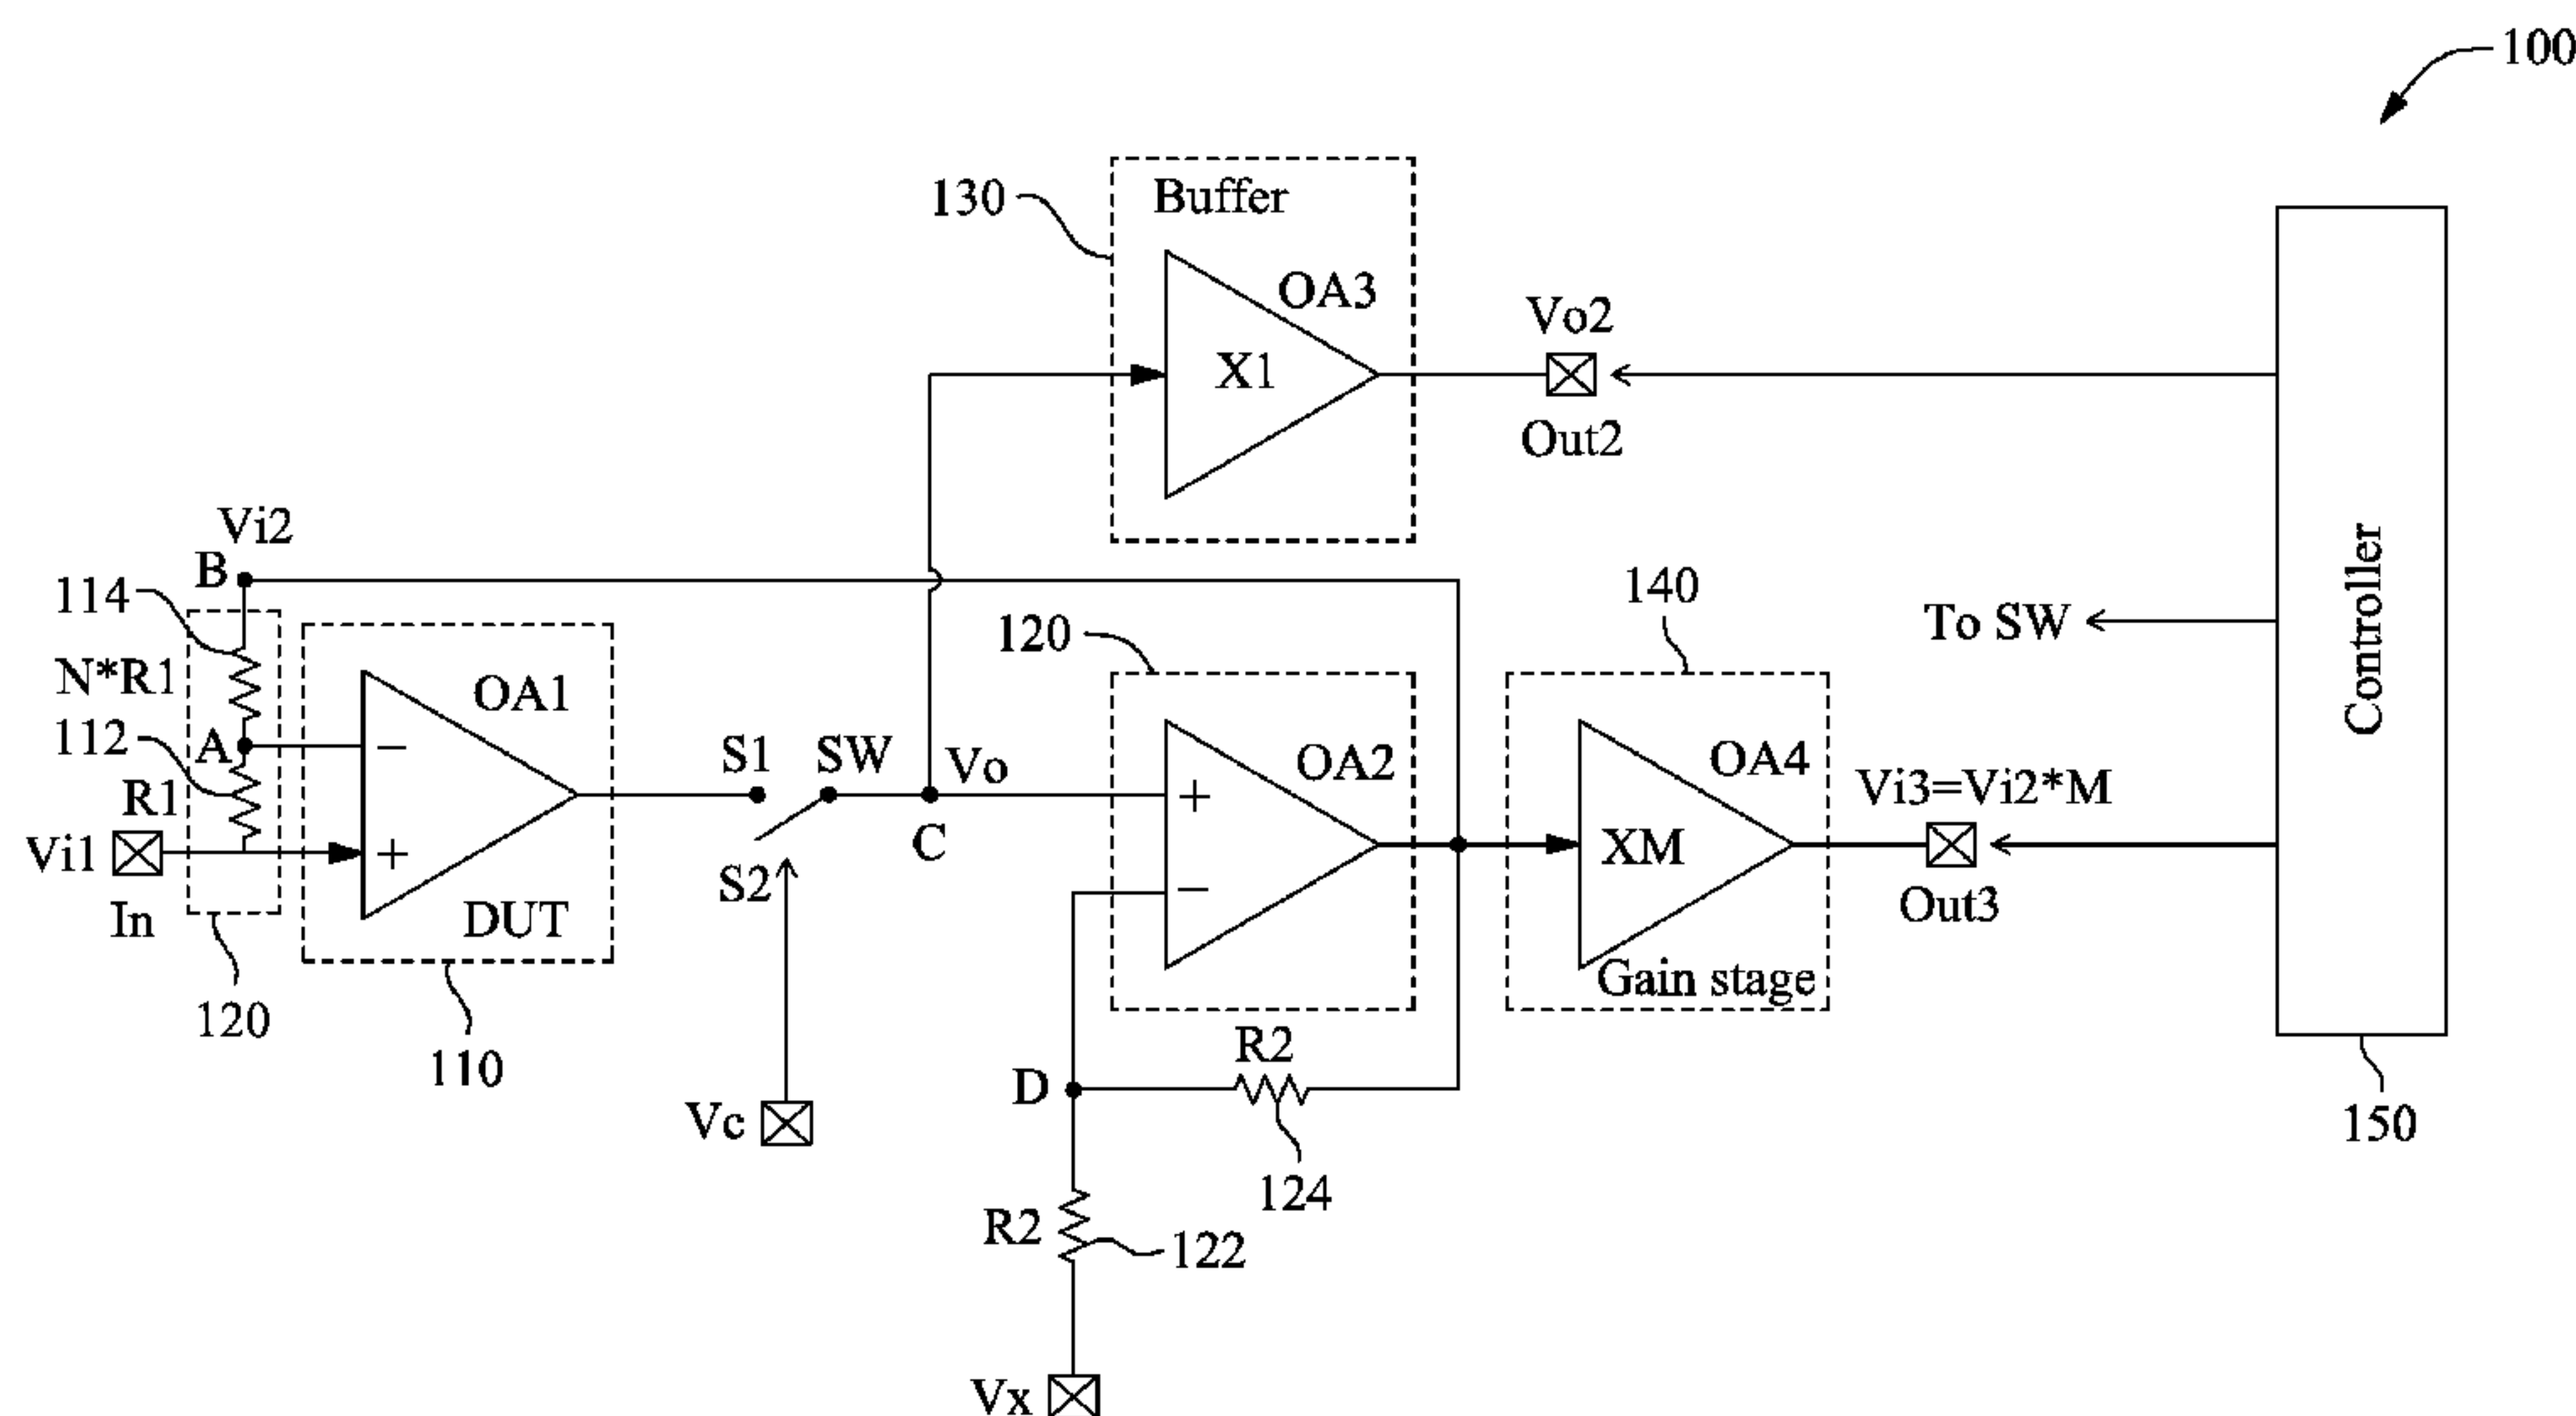 100
130
Buffer
OA3
X1
Vo2
Out2
Controller
Vi2
B
114
N*R1
A
112
R1
Vi1
In
120
OA1
−
+
DUT
110
S1
SW
S2
Vo
C
Vc
120
OA2
+
−
140
OA4
XM
Gain stage
To SW
Vi3=Vi2*M
Out3
150
D
R2
124
R2
122
Vx